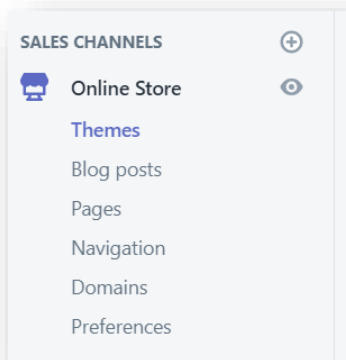 SALES CHANNELS
Online Store
Themes
Blog posts
Pages
Navigation
Domains
Preferences